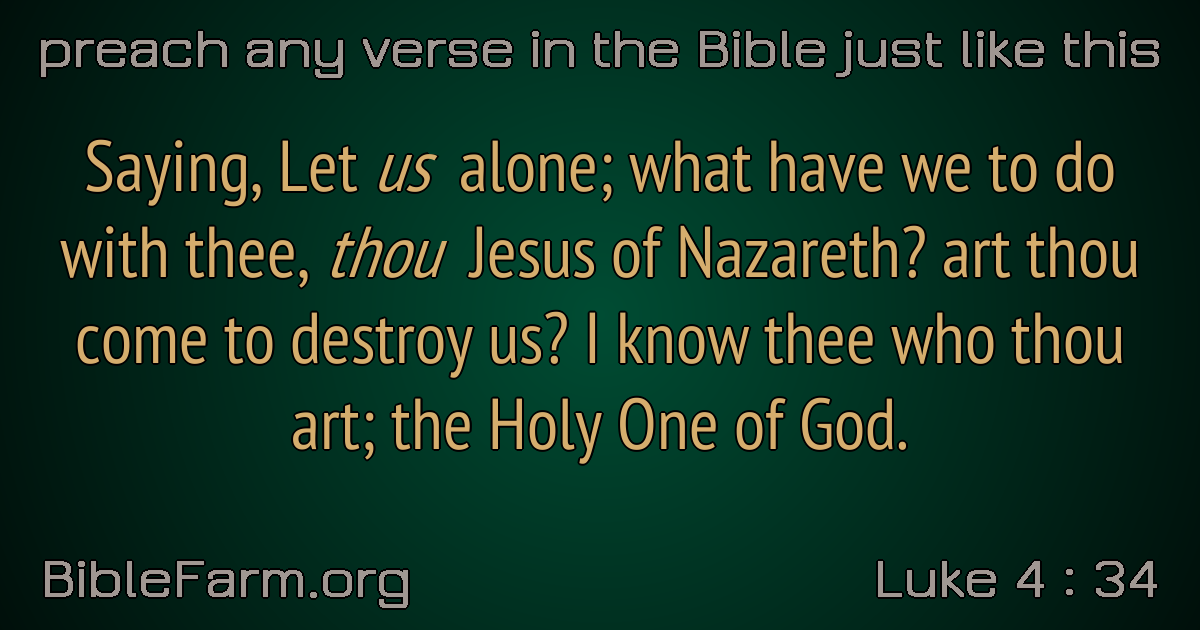 preach any verse in the Bible just like this
Saying, Let us alone; what have we to do
with thee, thou Jesus of Nazareth? art thou
come to destroy us? I know thee who thou
art; the Holy One of God.
BibleFarm.org
Luke 4 : 34